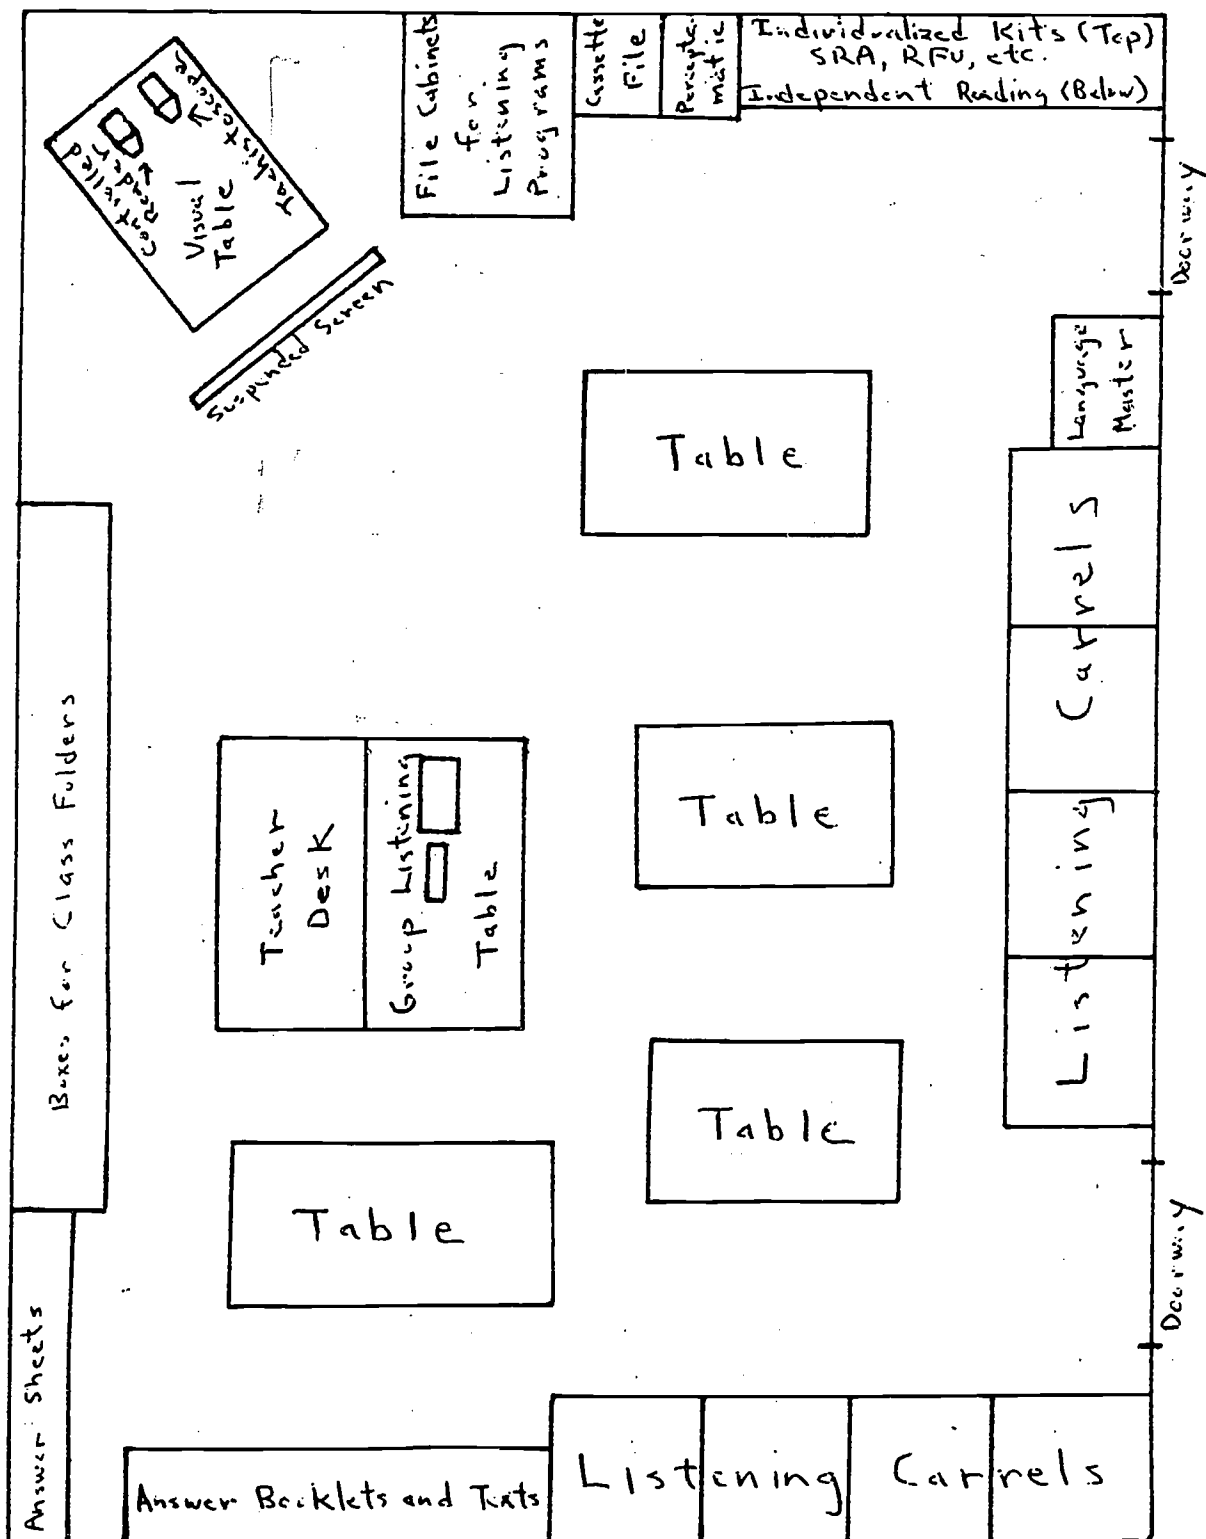 File Cabinets
for
Listening
Programs
Cassette
File
Percepta
matic
Individualized Kits (Top)
SRA, RFU, etc.
Independent Reading (Below)
Tachistoscope
Controlled
Reader
Visual
Table
Suspended Screen
Doorway
Language
Master
Table
Listening Carrels
Boxes for Class Folders
Teacher
Desk
Group Listening
Table
Table
Table
Table
Doorway
Answer Sheets
Answer Booklets and Texts
Listening Carrels